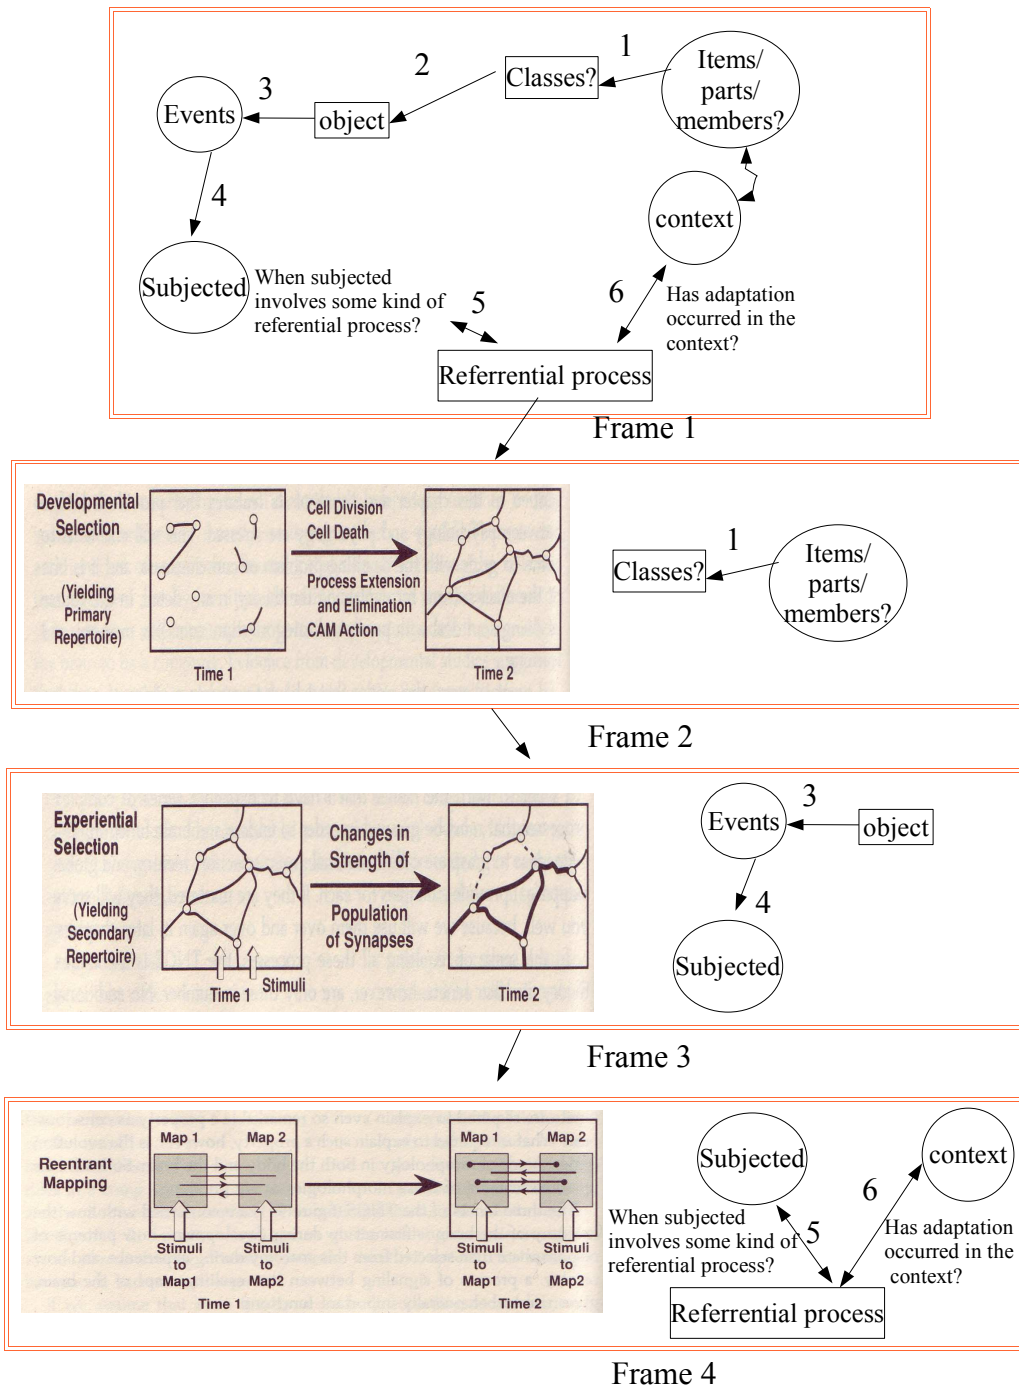 1
2
3
Items/
parts/
members?
Classes?
Events
object
4
context
Subjected
When subjected
involves some kind of
referential process?
5
6
Has adaptation
occurred in the
context?
Referrential process
Frame 1
Developmental
Selection
(Yielding
Primary
Repertoire)
Cell Division
Cell Death
Process Extension
and Elimination
CAM Action
Time 1
Time 2
1
Classes?
Items/
parts/
members?
Frame 2
Experiential
Selection
(Yielding
Secondary
Repertoire)
Changes in
Strength of
Population
of Synapses
Stimuli
Time 1
Time 2
3
Events
object
4
Subjected
Frame 3
Reentrant
Mapping
Map 1
Map 2
Map 1
Map 2
Stimuli
to
Map1
Stimuli
to
Map2
Stimuli
to
Map1
Stimuli
to
Map2
Time 1
Time 2
Subjected
context
6
When subjected
involves some kind of
referential process?
5
Has adaptation
occurred in the
context?
Referrential process
Frame 4